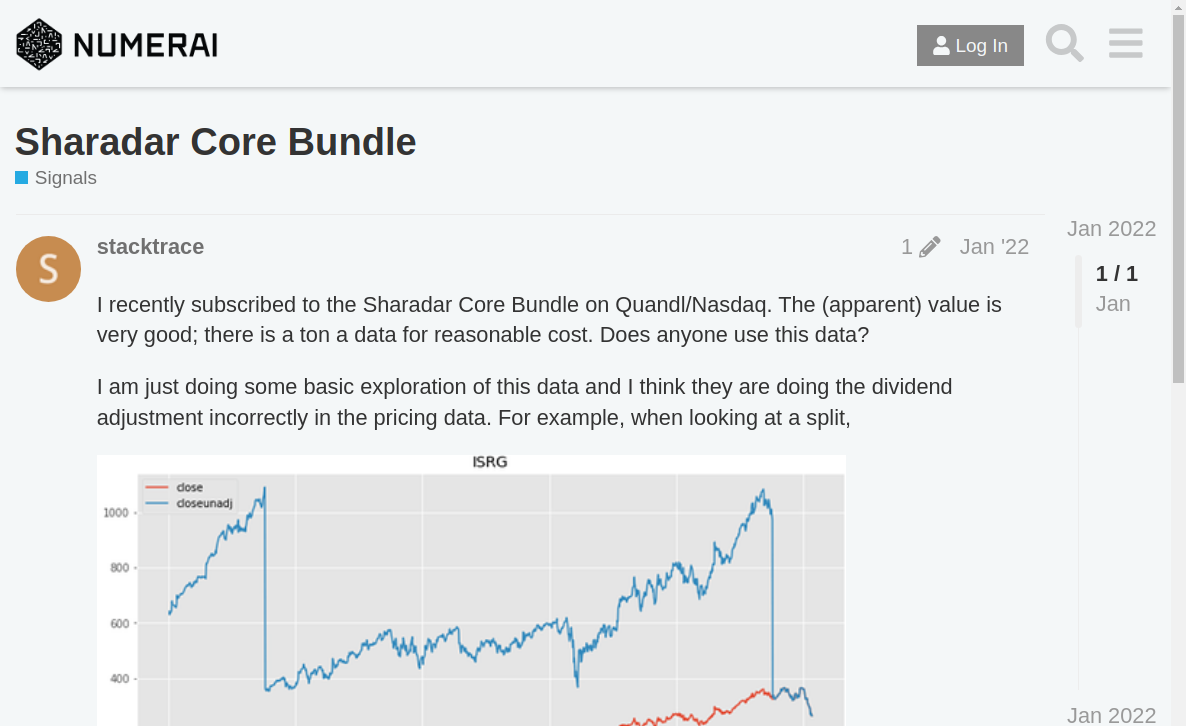 NUMERAI
Log In
Sharadar Core Bundle
Signals
Jan 2022
S
stacktrace
1
Jan '22
1 / 1
Jan
I recently subscribed to the Sharadar Core Bundle on Quandl/Nasdaq. The (apparent) value is
very good; there is a ton a data for reasonable cost. Does anyone use this data?
I am just doing some basic exploration of this data and I think they are doing the dividend
adjustment incorrectly in the pricing data. For example, when looking at a split,
ISRG
close
closeunadj
1000
800
600
400
Jan 2022